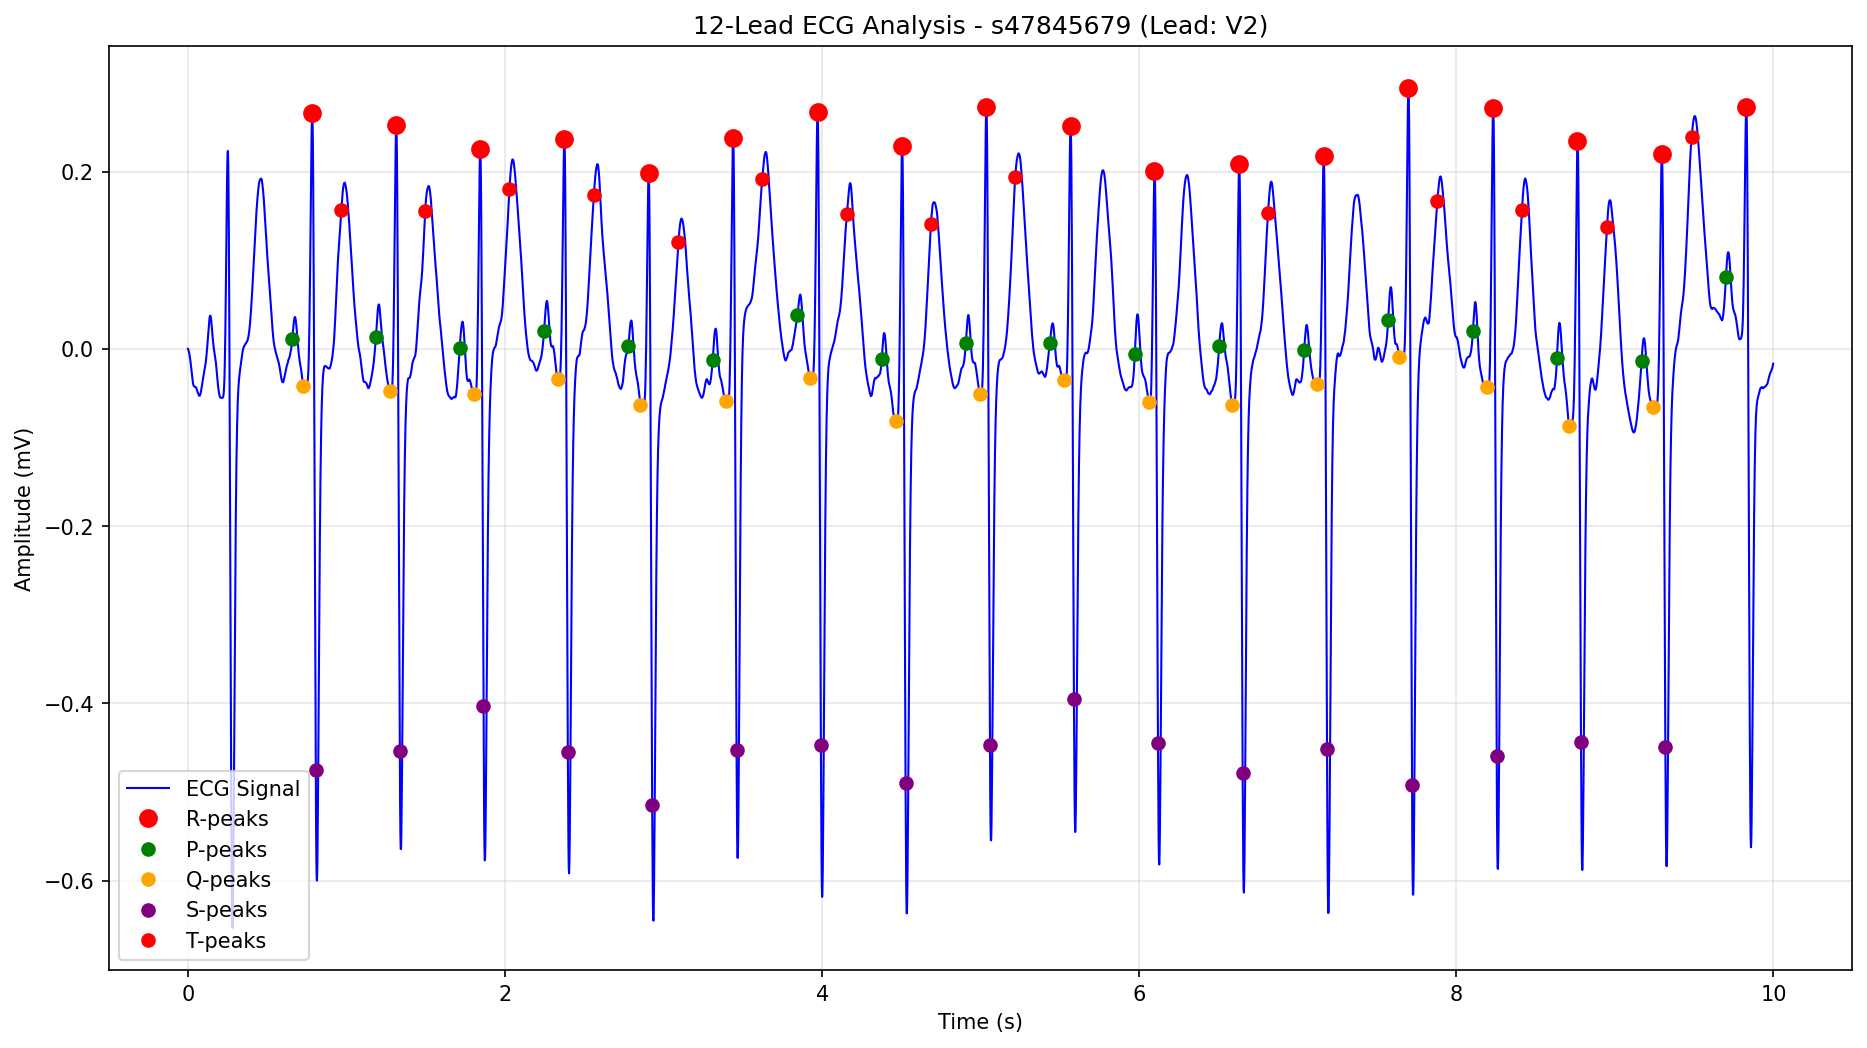 12-Lead ECG Analysis - s47845679 (Lead: V2)
Amplitude (mV)
0.2
0.0
−0.2
−0.4
−0.6
ECG Signal
R-peaks
P-peaks
Q-peaks
S-peaks
T-peaks
0 2 4 6 8 10
Time (s)